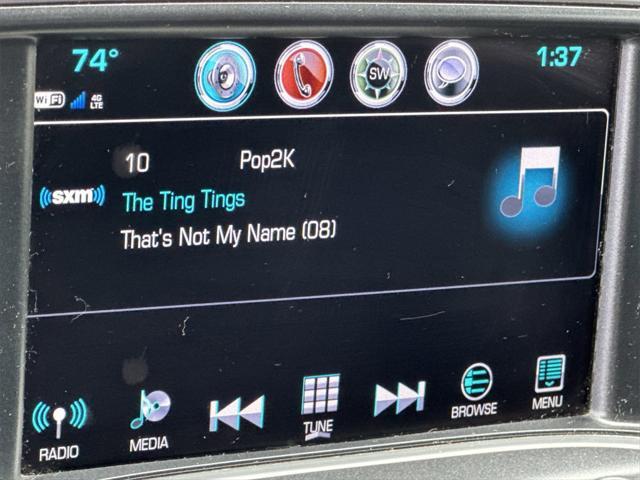 74°
SW
1:37
WiFi
4G
LTE
10 Pop2K
((sxm))
The Ting Tings
That's Not My Name (08)
RADIO
MEDIA
TUNE
BROWSE
MENU